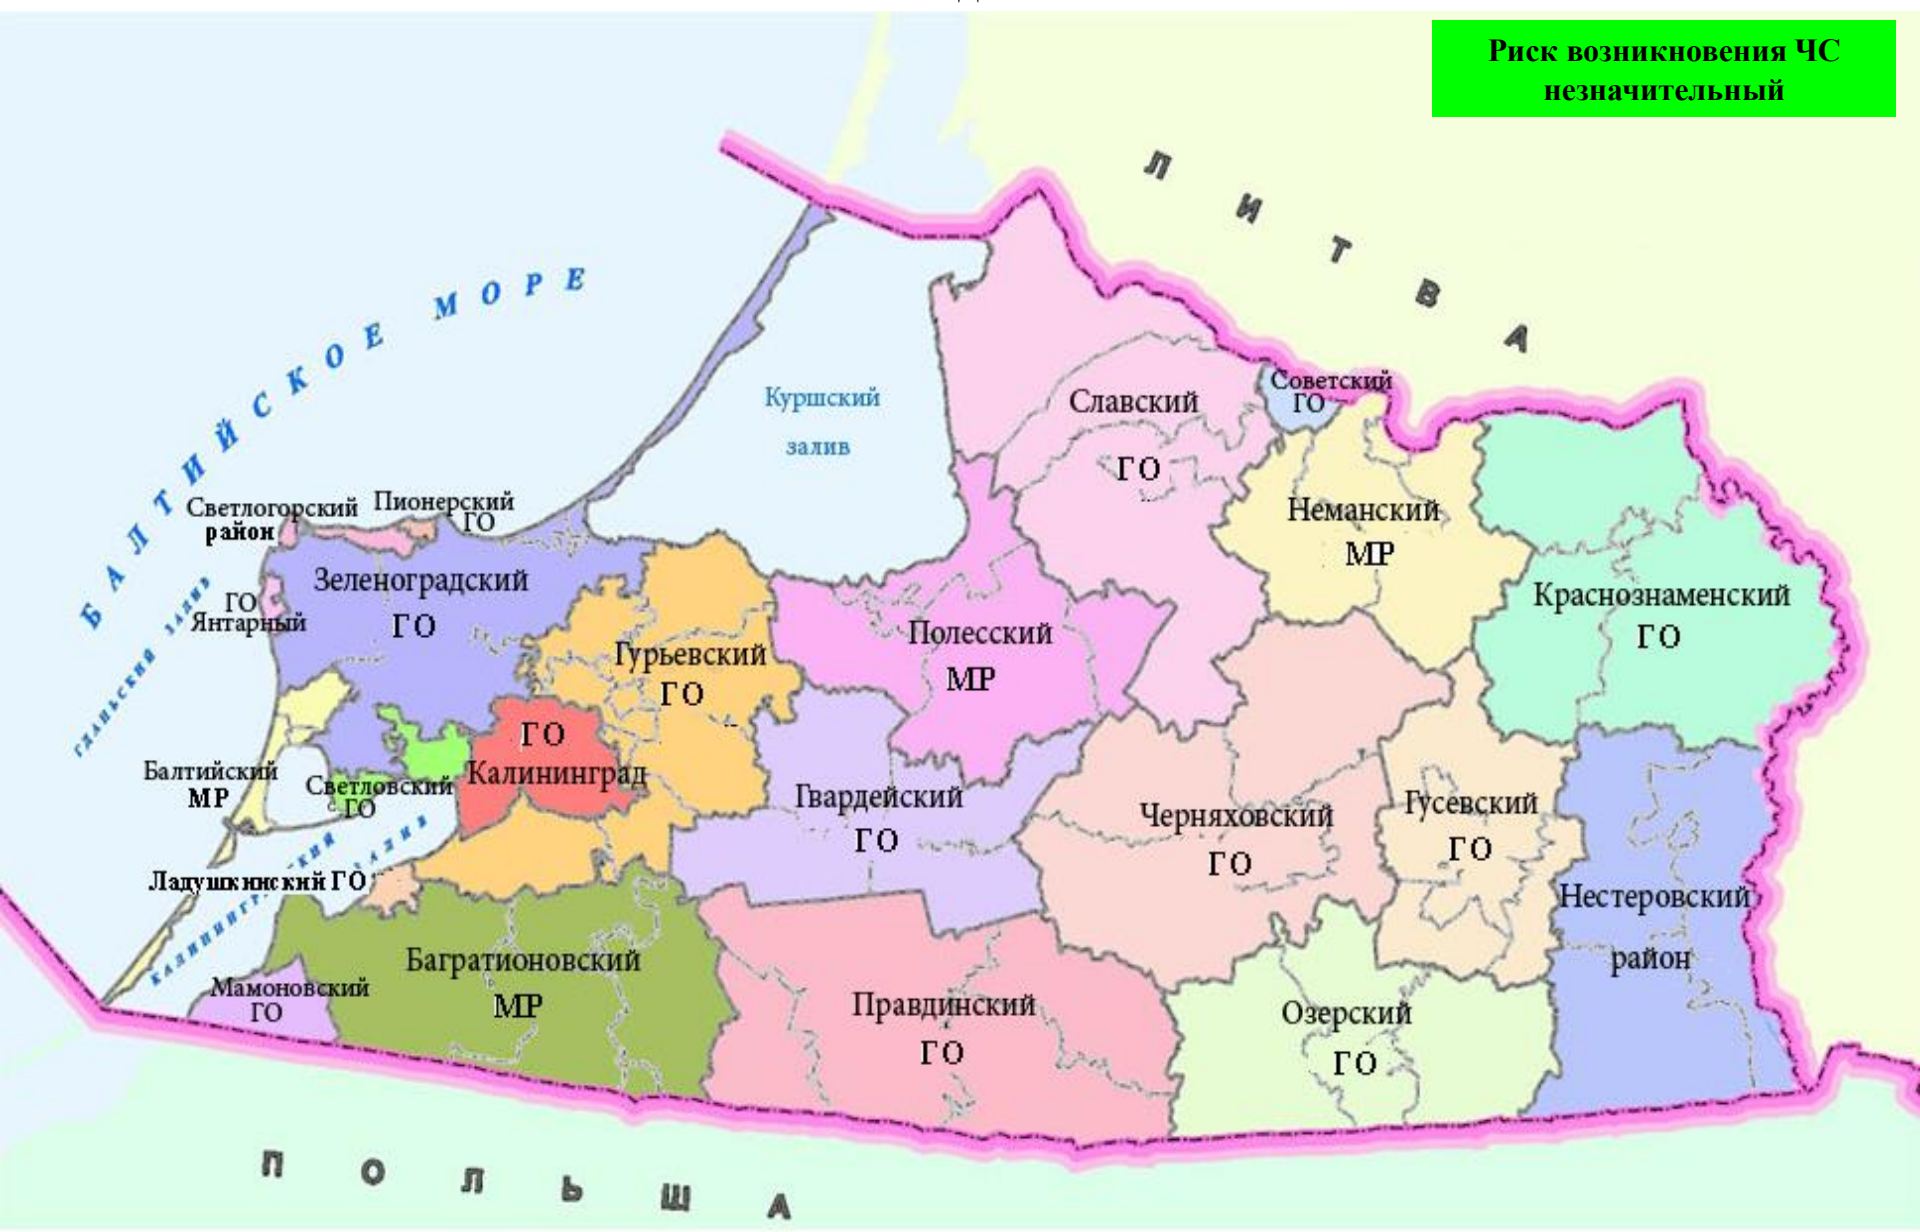 Риск возникновения ЧС
незначительный
ЛИТВА
БАЛТИЙСКОЕ МОРЕ
Куршский
залив
Славский
ГО
Советский
ГО
Неманский
МР
Краснознаменский
ГО
Светлогорский
район
Пионерский
ГО
Зеленоградский
ГО
ГО
Янтарный
ГДАНЬСКИЙ ЗАЛИВ
Гурьевский
ГО
Полесский
МР
ГО
Калининград
Балтийский
МР
Светловский
ГО
Гвардейский
ГО
Черняховский
ГО
Гусевский
ГО
Нестеровский
район
Ладушкинский ГО
Багратионовский
МР
Мамоновский
ГО
Правдинский
ГО
Озерский
ГО
ПОЛЬША